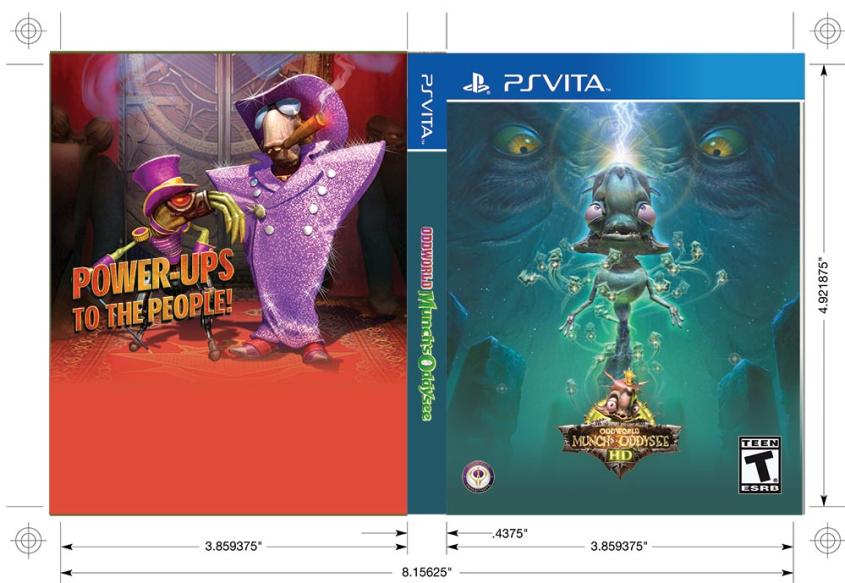 PSVITA
PSVITA
POWER-UPS
TO THE PEOPLE!
ODDWORLD Munch's Oddysee
ODDWORLD
MUNCH'S ODDYSEE
HD
TEEN
T
ESRB
4.921875"
3.859375"
.4375"
3.859375"
8.15625"